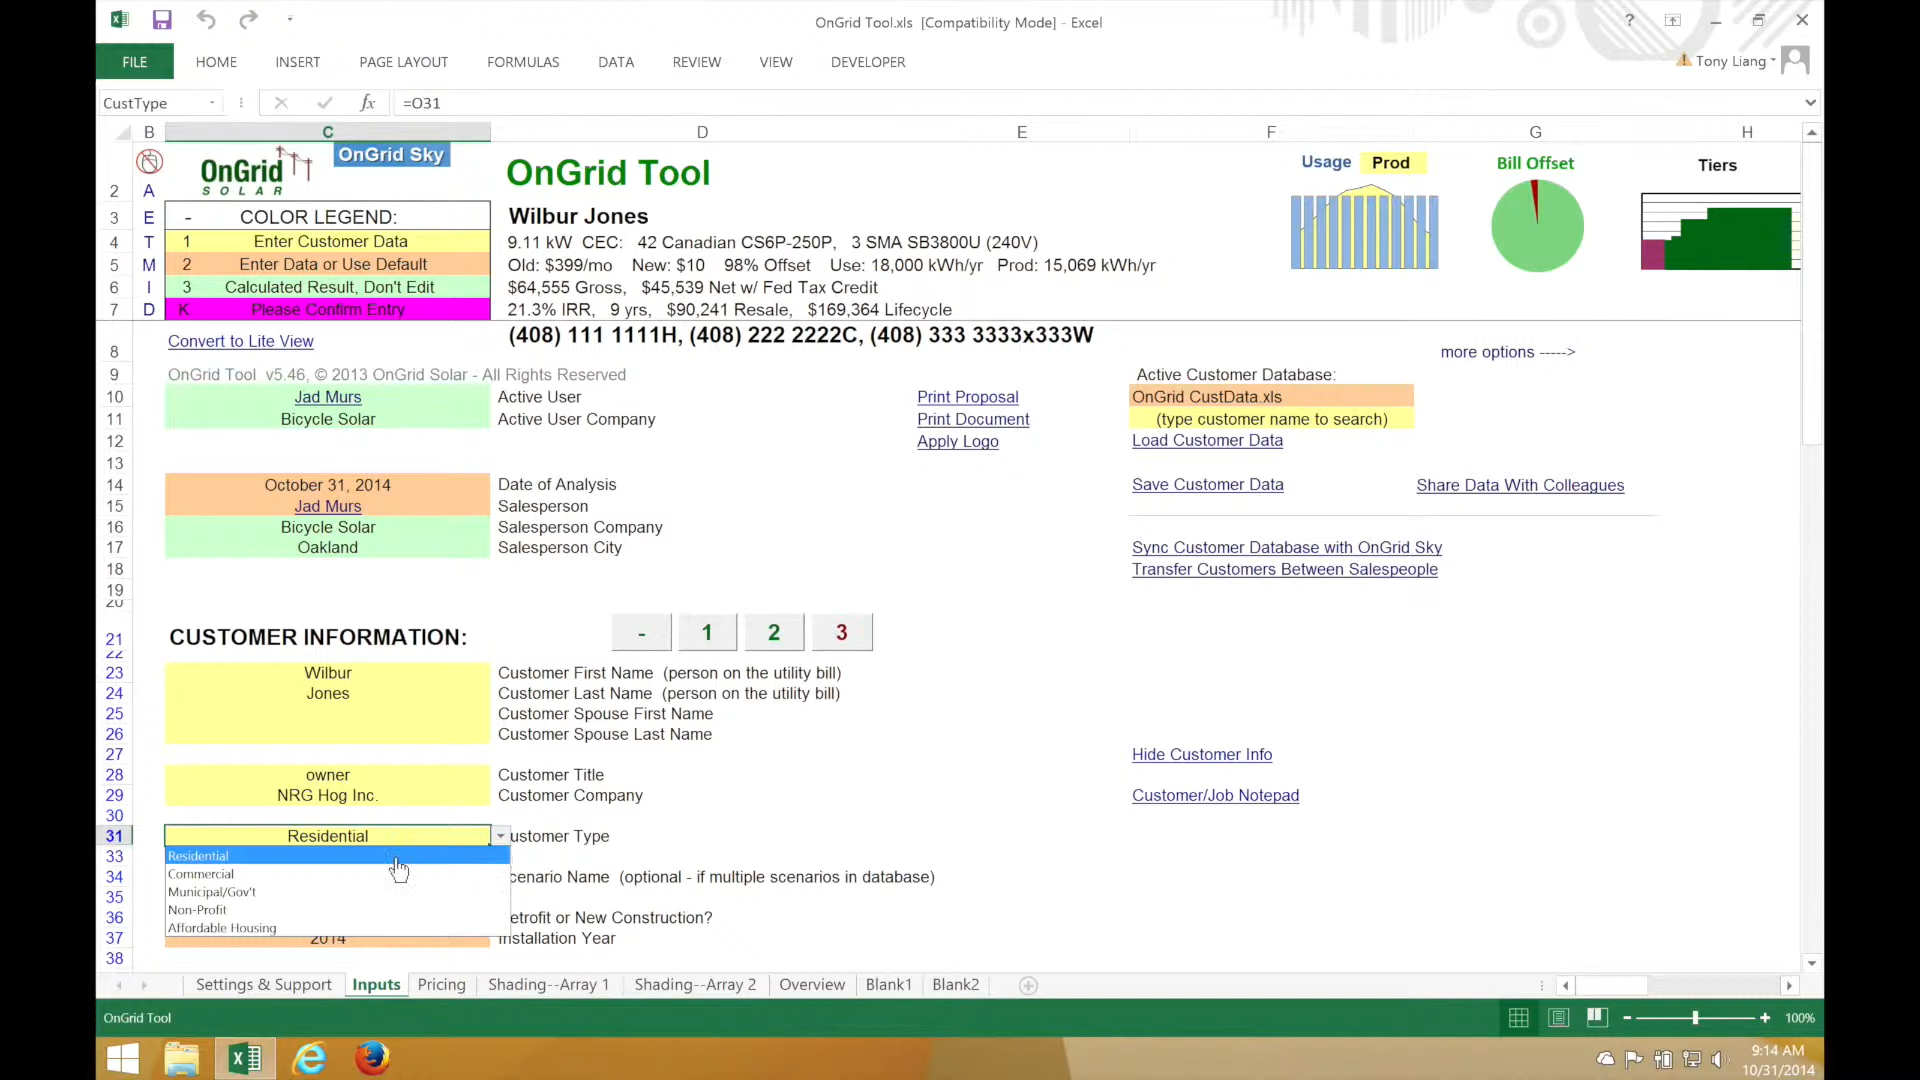 OnGrid Tool.xls [Compatibility Mode] - Excel
?
FILE HOME INSERT PAGE LAYOUT FORMULAS DATA REVIEW VIEW DEVELOPER
Tony Liang
CustType fx =O31
B C D E F G H
OnGrid SOLAR
OnGrid Sky
OnGrid Tool
Usage Prod
Bill Offset
Tiers
2 A
3 E - COLOR LEGEND: Wilbur Jones
4 T 1 Enter Customer Data 9.11 kW CEC: 42 Canadian CS6P-250P, 3 SMA SB3800U (240V)
5 M 2 Enter Data or Use Default Old: $399/mo New: $10 98% Offset Use: 18,000 kWh/yr Prod: 15,069 kWh/yr
6 I 3 Calculated Result, Don't Edit $64,555 Gross, $45,539 Net w/ Fed Tax Credit
7 D K Please Confirm Entry 21.3% IRR, 9 yrs, $90,241 Resale, $169,364 Lifecycle
8 Convert to Lite View (408) 111 1111H, (408) 222 2222C, (408) 333 3333x333W more options ----->
9 OnGrid Tool v5.46, © 2013 OnGrid Solar - All Rights Reserved Active Customer Database:
10 Jad Murs Active User Print Proposal OnGrid CustData.xls
11 Bicycle Solar Active User Company Print Document (type customer name to search)
12 Apply Logo Load Customer Data
13
14 October 31, 2014 Date of Analysis Save Customer Data Share Data With Colleagues
15 Jad Murs Salesperson
16 Bicycle Solar Salesperson Company
17 Oakland Salesperson City Sync Customer Database with OnGrid Sky
18 Transfer Customers Between Salespeople
19
20
21 CUSTOMER INFORMATION: - 1 2 3
22
23 Wilbur Customer First Name (person on the utility bill)
24 Jones Customer Last Name (person on the utility bill)
25 Customer Spouse First Name
26 Customer Spouse Last Name
27 Hide Customer Info
28 owner Customer Title
29 NRG Hog Inc. Customer Company Customer/Job Notepad
30
31 Residential ustomer Type
33 Residential
34 Commercial cenario Name (optional - if multiple scenarios in database)
35 Municipal/Gov't
36 Non-Profit etrofit or New Construction?
Affordable Housing
37 2014 Installation Year
38
Settings & Support Inputs Pricing Shading--Array 1 Shading--Array 2 Overview Blank1 Blank2
OnGrid Tool 100%
9:14 AM
10/31/2014